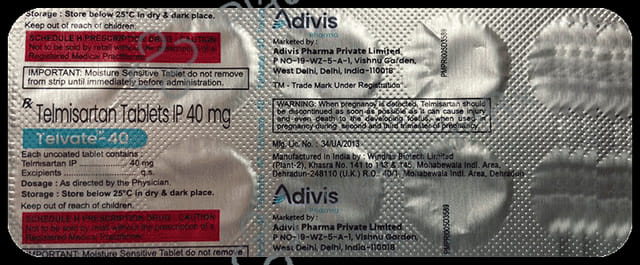 Storage : Store below 25°C in dry & dark place.
Keep out of reach of children.
SCHEDULE H PRESCRIPTION DRUG - CAUTION
Not to be sold by retail without the prescription of a
Registered Medical Practitioner.
IMPORTANT: Moisture Sensitive Tablet do not remove
from strip until immediately before administration.
Rx
Telmisartan Tablets IP 40 mg
Telvate-40
Each uncoated tablet contains :
Telmisartan IP 40 mg
Excipients q.s.
Dosage : As directed by the Physician.
Storage : Store below 25°C in dry & dark place.
Keep out of reach of children.
SCHEDULE H PRESCRIPTION DRUG - CAUTION
Not to be sold by retail without the prescription of a
Registered Medical Practitioner.
IMPORTANT: Moisture Sensitive Tablet do not remove
Adivis
Pharma
Marketed by :
Adivis Pharma Private Limited
P NO-19-WZ-5-A-1, Vishnu Garden,
West Delhi, Delhi, India-110018
TM - Trade Mark Under Registration
WARNING: When pregnancy is detected, Telmisartan should
be discontinued as soon as possible as it can cause injury
and even death to the developing foetus, when used in
pregnancy during second and third trimester of pregnancy.
Mfg. Lic. No. : 34/UA/2013
Manufactured in India by : Windlas Biotech Limited
(Plant-2), Khasra No. 141 to 143 & 145, Mohabewala Indl. Area,
Dehradun-248110 (U.K.) R.O.: 40/1, Mohabewala Indl. Area, Dehradun
Adivis
Pharma
Marketed by :
Adivis Pharma Private Limited
P NO-19-WZ-5-A-1, Vishnu Garden,
West Delhi, Delhi, India-110018